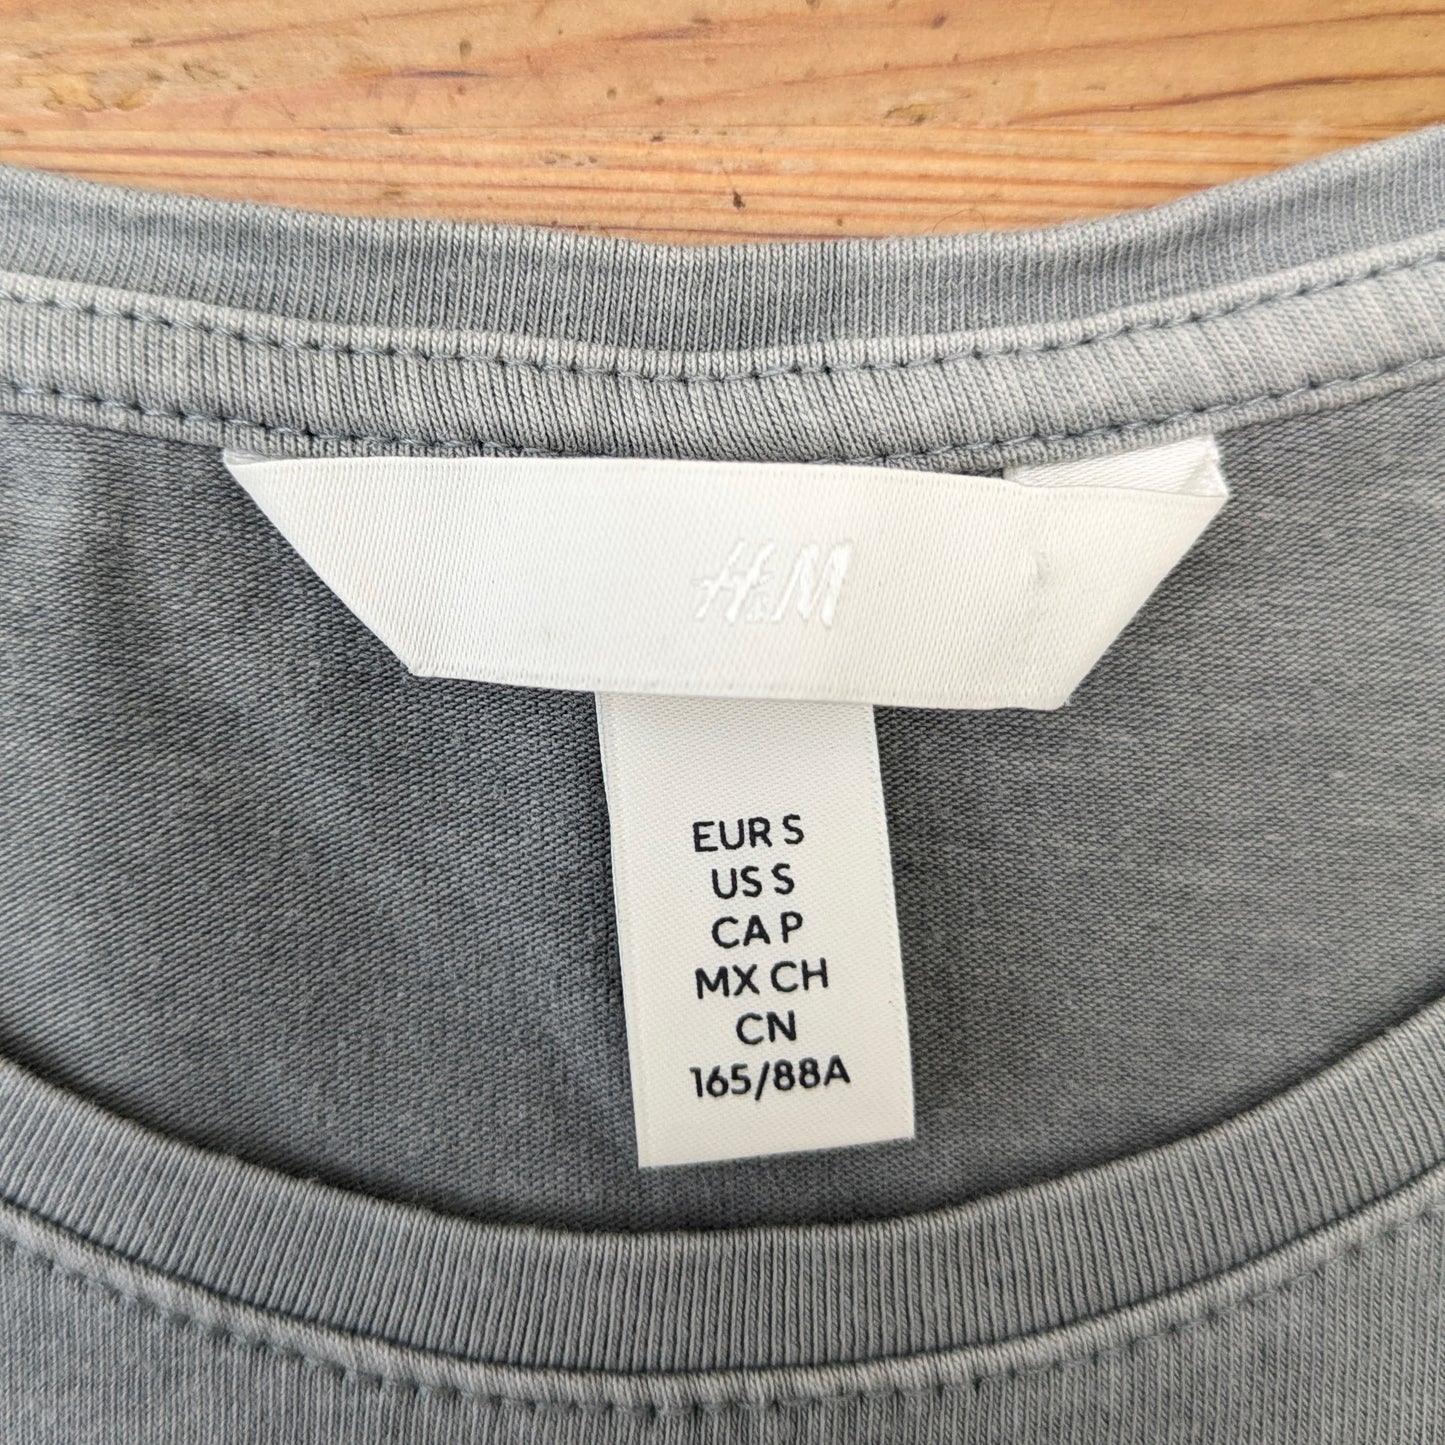 H&M
EUR S
US S
CA P
MX CH
CN
165/88A